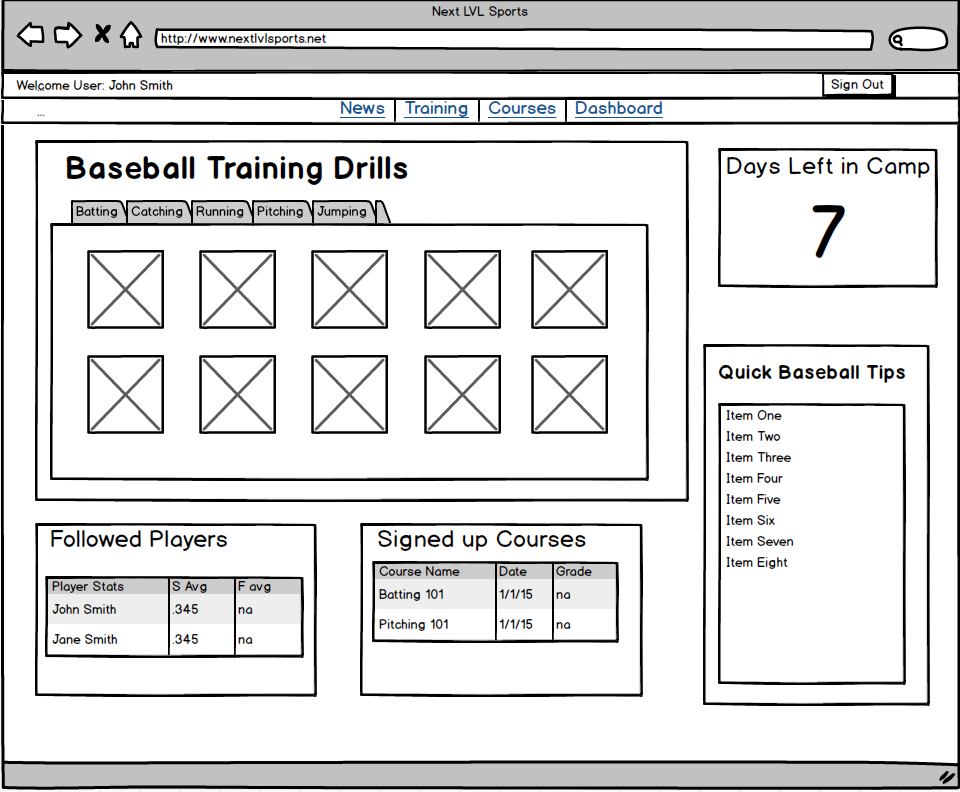 Next LVL Sports
http://www.nextlvlsports.net
Welcome User: John Smith
Sign Out
...
News Training Courses Dashboard
Baseball Training Drills
Batting Catching Running Pitching Jumping
Days Left in Camp
7
Quick Baseball Tips
Item One
Item Two
Item Three
Item Four
Item Five
Item Six
Item Seven
Item Eight
Followed Players
Player Stats S Avg F avg
John Smith .345 na
Jane Smith .345 na
Signed up Courses
Course Name Date Grade
Batting 101 1/1/15 na
Pitching 101 1/1/15 na